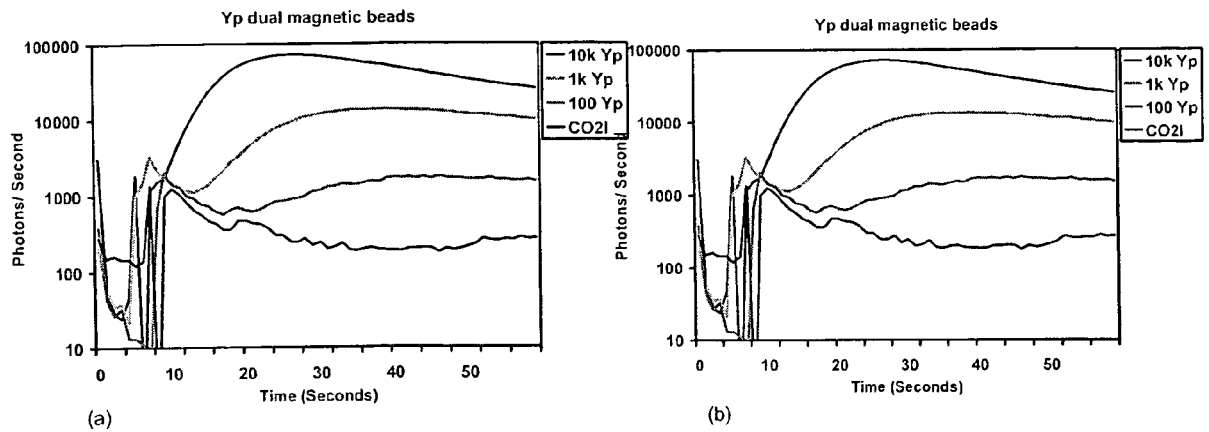 Yp dual magnetic beads
100000
10000
1000
100
10
Photons/ Second
0 10 20 30 40 50
Time (Seconds)
10k Yp
1k Yp
100 Yp
CO2I
(a)
Yp dual magnetic beads
100000
10000
1000
100
10
Photons/ Second
0 10 20 30 40 50
Time (Seconds)
10k Yp
1k Yp
100 Yp
CO2I
(b)